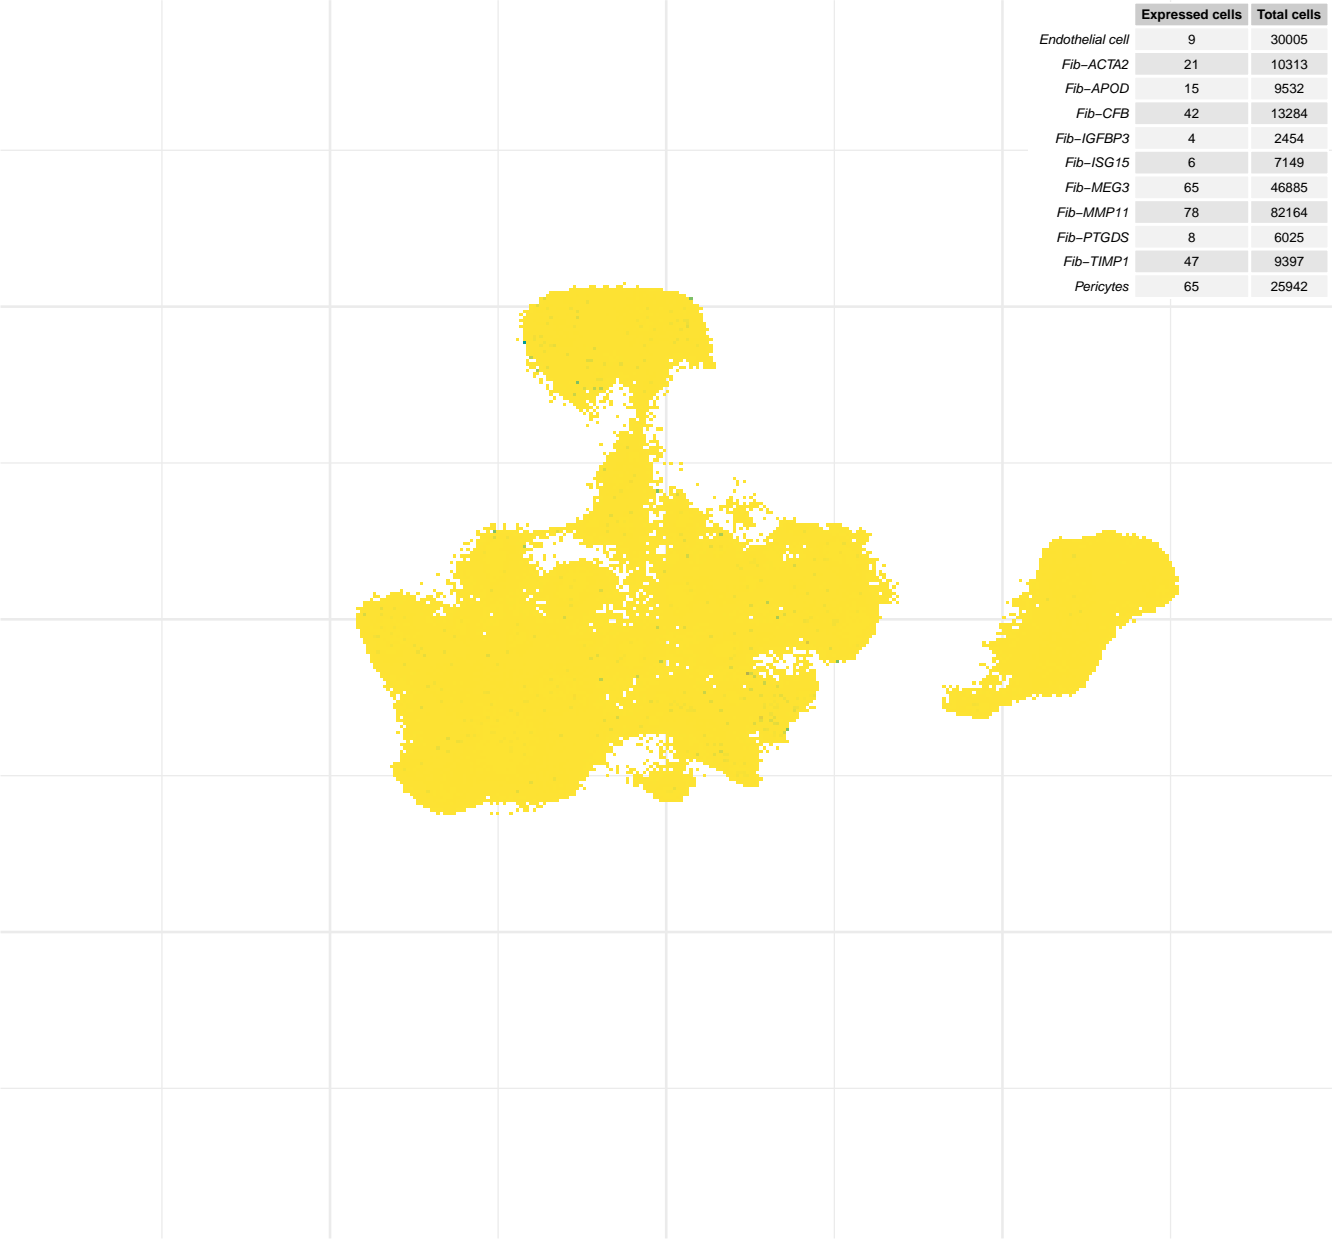 Expressed cells Total cells
Endothelial cell 9 30005
Fib−ACTA2 21 10313
Fib−APOD 15 9532
Fib−CFB 42 13284
Fib−IGFBP3 4 2454
Fib−ISG15 6 7149
Fib−MEG3 65 46885
Fib−MMP11 78 82164
Fib−PTGDS 8 6025
Fib−TIMP1 47 9397
Pericytes 65 25942